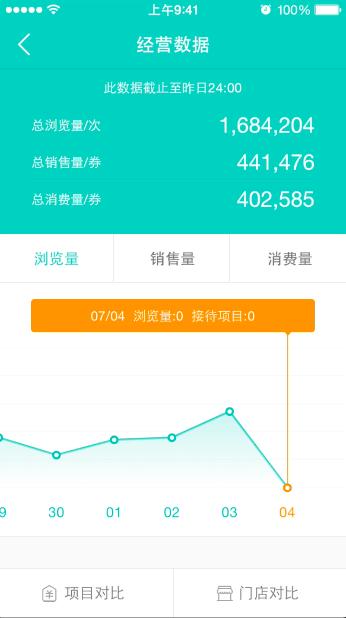 上午9:41 100%
经营数据
此数据截止至昨日24:00
总浏览量/次 1,684,204
总销售量/券 441,476
总消费量/券 402,585
浏览量 销售量 消费量
07/04 浏览量:0 接待项目:0
9 30 01 02 03 04
项目对比 门店对比